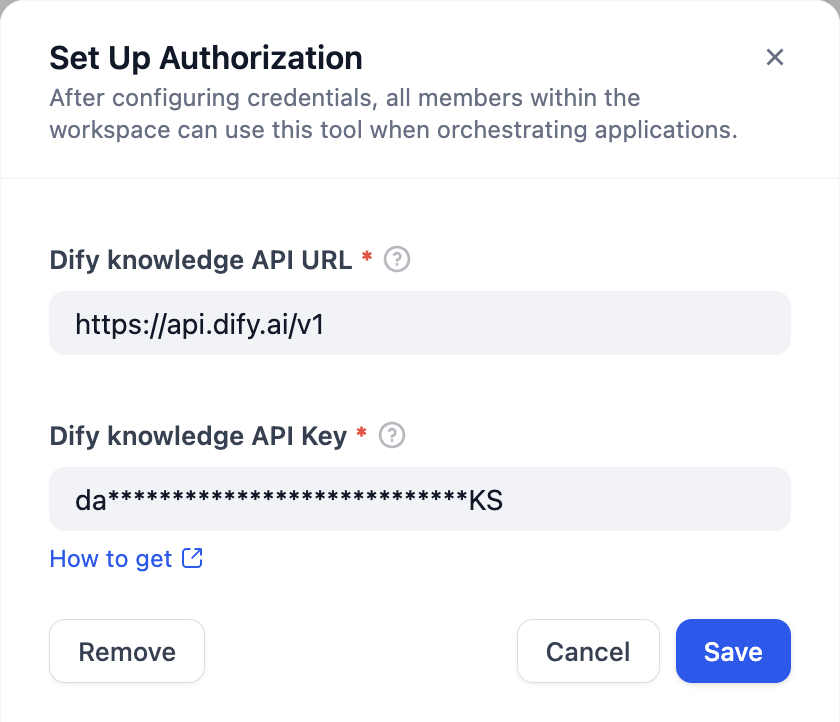 Set Up Authorization
After configuring credentials, all members within the
workspace can use this tool when orchestrating applications.
Dify knowledge API URL *
https://api.dify.ai/v1
Dify knowledge API Key *
da****************************KS
How to get
Remove
Cancel
Save